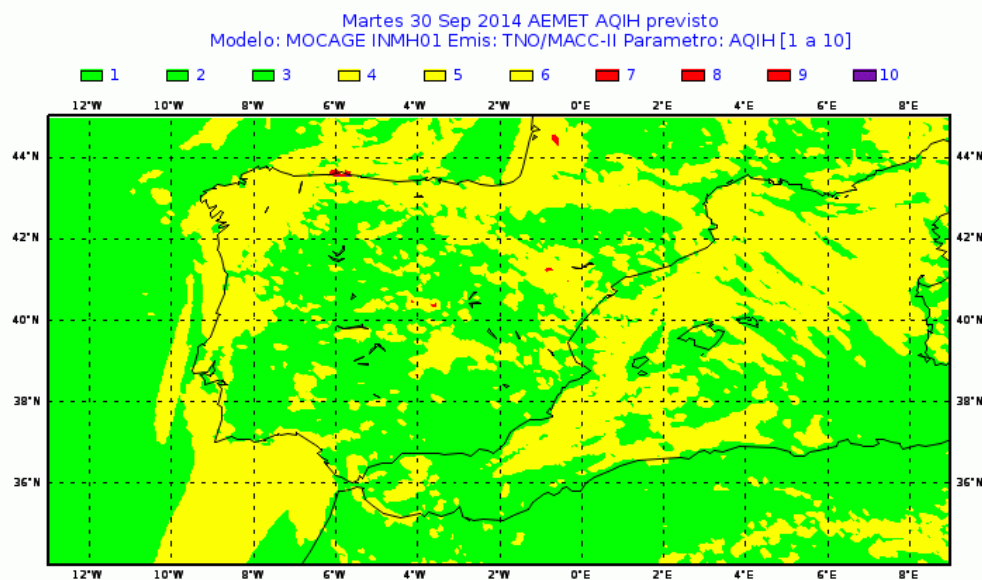 Martes 30 Sep 2014 AEMET AQIH previsto
Modelo: MOCAGE INMH01 Emis: TNO/MACC-II Parametro: AQIH [1 a 10]
1 2 3 4 5 6 7 8 9 10
12°W 10°W 8°W 6°W 4°W 2°W 0°E 2°E 4°E 6°E 8°E
44°N 44°N
42°N 42°N
40°N 40°N
38°N 38°N
36°N 36°N
12°W 10°W 8°W 6°W 4°W 2°W 0°E 2°E 4°E 6°E 8°E